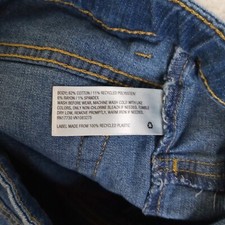 BODY: 82% COTTON / 11% RECYCLED POLYESTER
6% RAYON / 1% SPANDEX
WASH BEFORE WEAR, MACHINE WASH COLD WITH LIKE
COLORS, ONLY NON-CHLORINE BLEACH IF NEEDED, TUMBLE
DRY LOW, REMOVE PROMPTLY, WARM IRON IF NEEDED.
LABEL: MADE FROM 100% RECYCLED PLASTIC